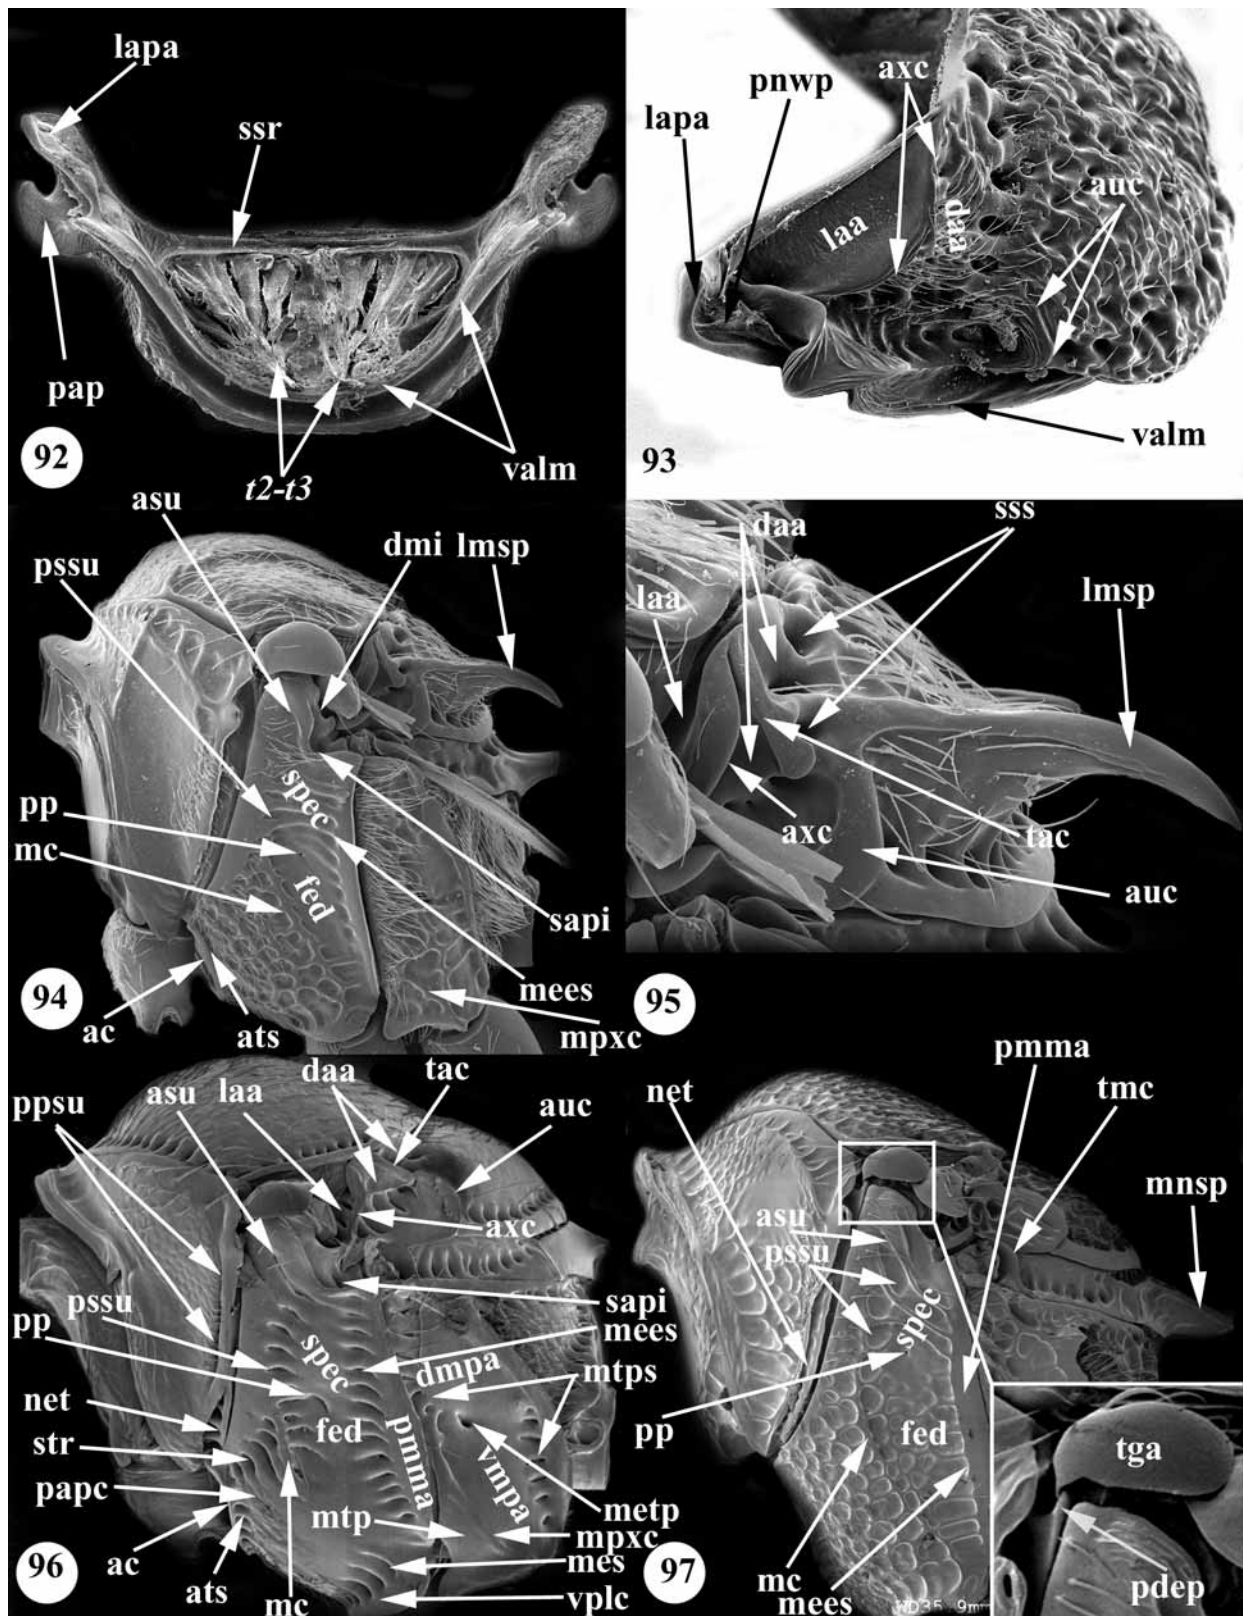 lapa
ssr
pap
92
t2-t3
valm
axc
pnwp
lapa
auc
laa
daa
valm
93
asu
dmi
lmsp
pssu
spec
pp
mc
fed
sapi
mees
mpxc
94
ac
ats
sss
daa
laa
lmsp
axc
tac
auc
95
daa
tac
laa
asu
ppsu
auc
axc
pssu
sapi
pp
spec
mees
dmpa
mtps
net
fed
pmma
str
vmpa
papc
metp
mtp
mpxc
ac
mes
96
ats
mc
vplc
pmma
net
tmc
mnsp
asu
pssu
spec
pp
fed
tga
mc
mees
pdep
97
WD35.9mm